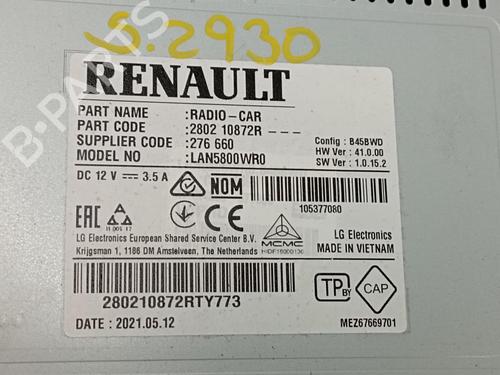 S.2930
RENAULT
PART NAME : RADIO-CAR
PART CODE : 2802 10872R - - -
SUPPLIER CODE : 276 660
MODEL NO : LAN5800WR0
Config : B45BWD
HW Ver : 41.0.00
SW Ver : 1.0.15.2
DC 12 V 3.5 A
NOM
105377080
EAC
CE
MCMC
HIDF16000136
LG Electronics European Shared Service Center B.V.
Krijgsman 1, 1186 DM Amstelveen, The Netherlands
LG Electronics
MADE IN VIETNAM
280210872RTY773
TP BY
CAP
DATE : 2021.05.12
MEZ67669701
B-PARTS